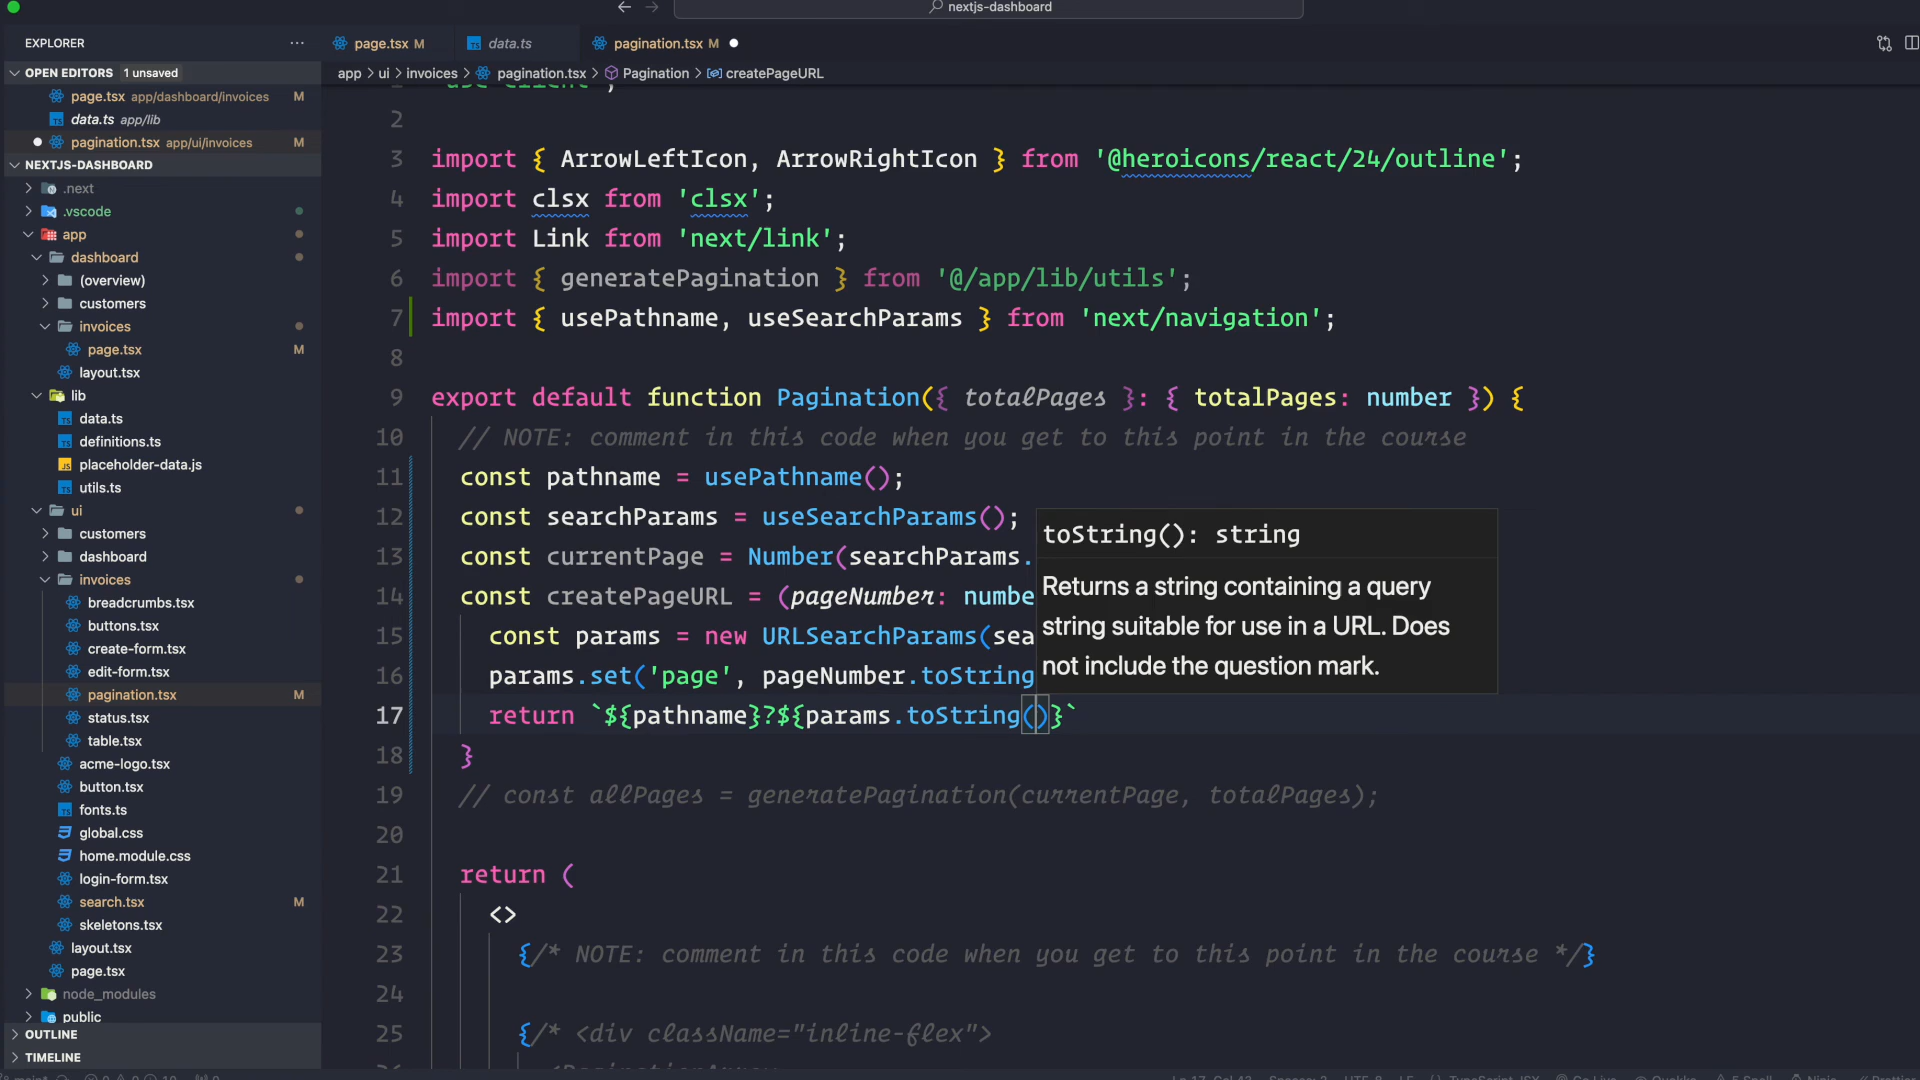 nextjs-dashboard
EXPLORER
page.tsx M
data.ts
pagination.tsx M
OPEN EDITORS 1 unsaved
app > ui > invoices > pagination.tsx > Pagination > createPageURL
page.tsx app/dashboard/invoices M
data.ts app/lib
pagination.tsx app/ui/invoices M
NEXTJS-DASHBOARD
.next
.vscode
app
dashboard
(overview)
customers
invoices
page.tsx M
layout.tsx
lib
data.ts
definitions.ts
placeholder-data.js
utils.ts
ui
customers
dashboard
invoices
breadcrumbs.tsx
buttons.tsx
create-form.tsx
edit-form.tsx
pagination.tsx M
status.tsx
table.tsx
acme-logo.tsx
button.tsx
fonts.ts
global.css
home.module.css
login-form.tsx
search.tsx M
skeletons.tsx
layout.tsx
page.tsx
node_modules
public
OUTLINE
TIMELINE
2
3 import { ArrowLeftIcon, ArrowRightIcon } from '@heroicons/react/24/outline';
4 import clsx from 'clsx';
5 import Link from 'next/link';
6 import { generatePagination } from '@/app/lib/utils';
7 import { usePathname, useSearchParams } from 'next/navigation';
8
9 export default function Pagination({ totalPages }: { totalPages: number }) {
10 // NOTE: comment in this code when you get to this point in the course
11 const pathname = usePathname();
12 const searchParams = useSearchParams();
13 const currentPage = Number(searchParams.
14 const createPageURL = (pageNumber: numbe
15 const params = new URLSearchParams(sea
16 params.set('page', pageNumber.toString
17 return `${pathname}?${params.toString()}`
18 }
19 // const allPages = generatePagination(currentPage, totalPages);
20
21 return (
22 <>
23 {/* NOTE: comment in this code when you get to this point in the course */}
24
25 {/* <div className="inline-flex">
toString(): string
Returns a string containing a query
string suitable for use in a URL. Does
not include the question mark.